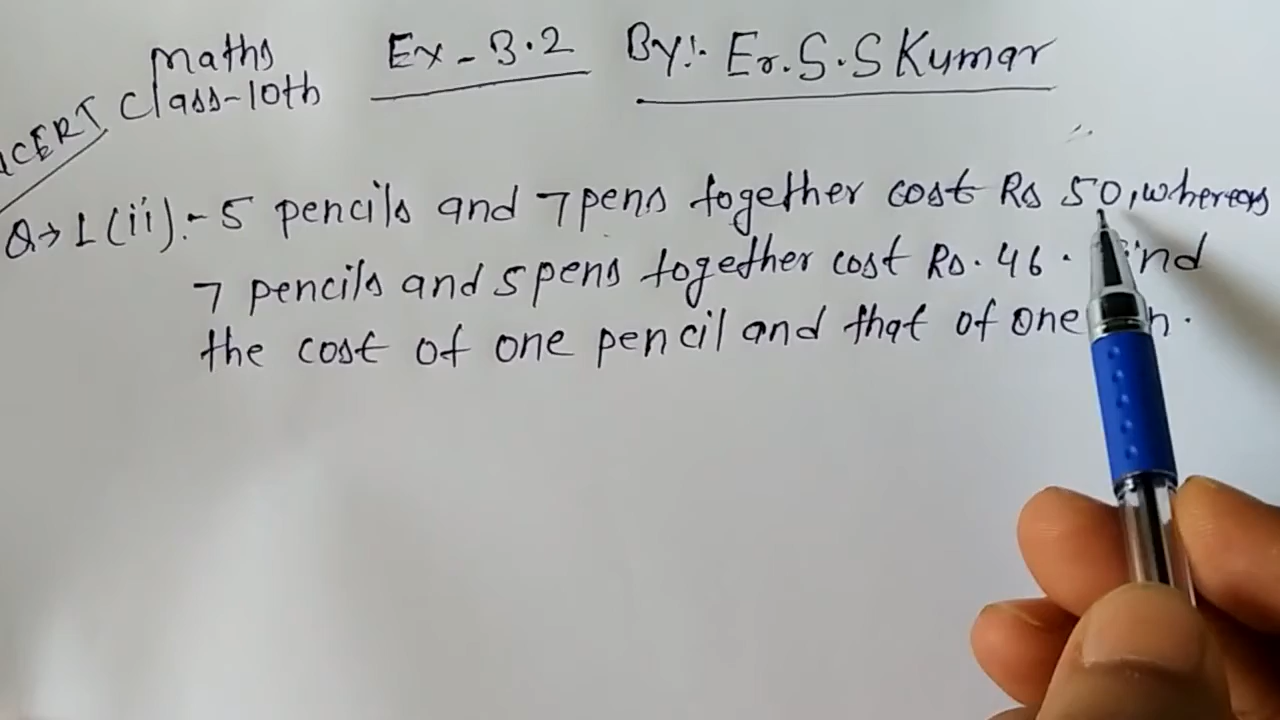 Maths Ex-3.2 By:- Er.S.S Kumar
Class-10th
Q→1(ii):- 5 pencils and 7 pens together cost Rs 50, whereas
7 pencils and 5 pens together cost Rs. 46.
the cost of one pencil and that of one